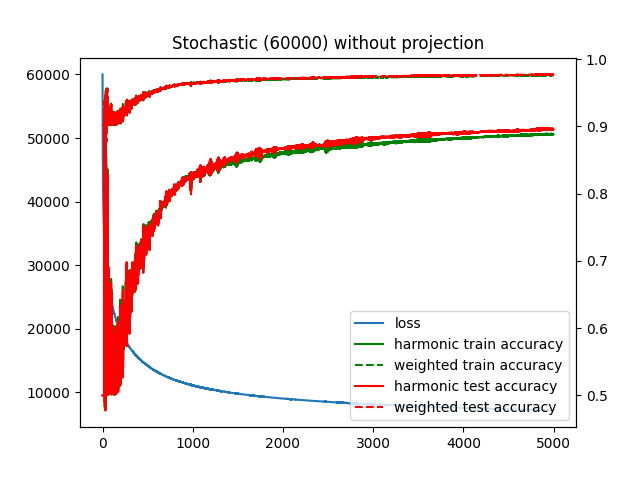 Stochastic (60000) without projection
60000
50000
40000
30000
20000
10000
1.0
0.9
0.8
0.7
0.6
0.5
loss
harmonic train accuracy
weighted train accuracy
harmonic test accuracy
weighted test accuracy
0 1000 2000 3000 4000 5000